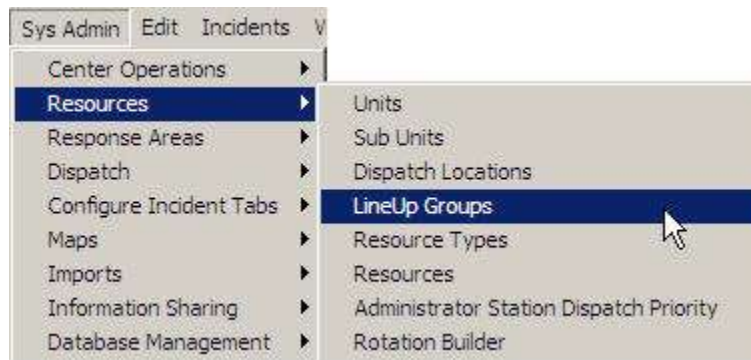 Sys Admin Edit Incidents
Center Operations
Resources
Response Areas
Dispatch
Configure Incident Tabs
Maps
Imports
Information Sharing
Database Management
Units
Sub Units
Dispatch Locations
LineUp Groups
Resource Types
Resources
Administrator Station Dispatch Priority
Rotation Builder